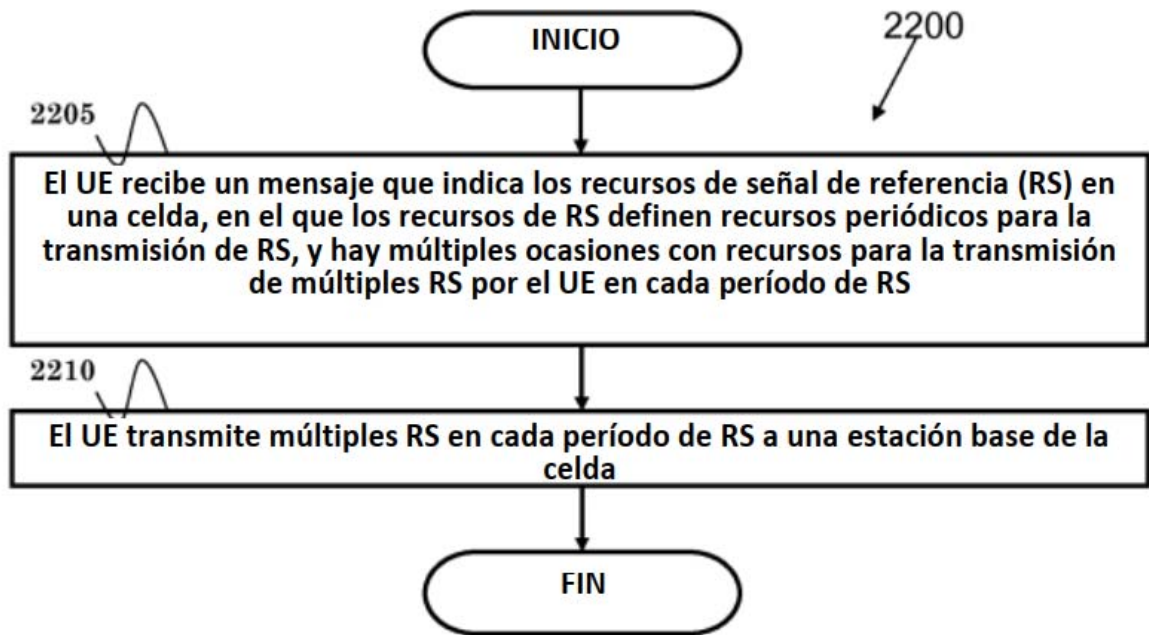 INICIO
2200
2205
El UE recibe un mensaje que indica los recursos de señal de referencia (RS) en
una celda, en el que los recursos de RS definen recursos periódicos para la
transmisión de RS, y hay múltiples ocasiones con recursos para la transmisión
de múltiples RS por el UE en cada período de RS
2210
El UE transmite múltiples RS en cada período de RS a una estación base de la
celda
FIN